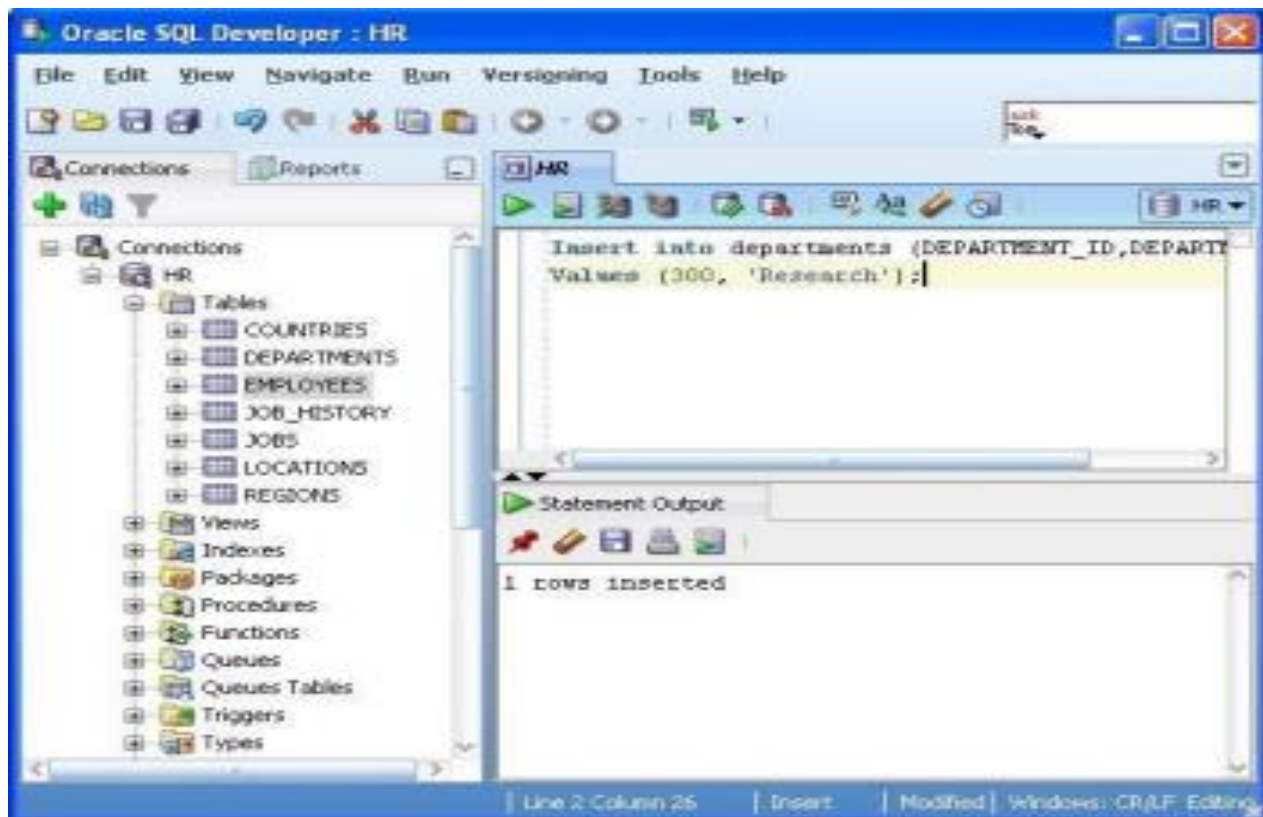 Oracle SQL Developer : HR
File Edit View Navigate Run Versioning Tools Help
Connections Reports
HR
HR
Insert into departments (DEPARTMENT_ID,DEPART
Values (300, 'Research');
Connections
HR
Tables
COUNTRIES
DEPARTMENTS
EMPLOYEES
JOB_HISTORY
JOBS
LOCATIONS
REGIONS
Views
Indexes
Packages
Procedures
Functions
Queues
Queues Tables
Triggers
Types
Statement Output
1 rows inserted
Line 2 Column 26 Insert Modified Windows: CR/LF Editing